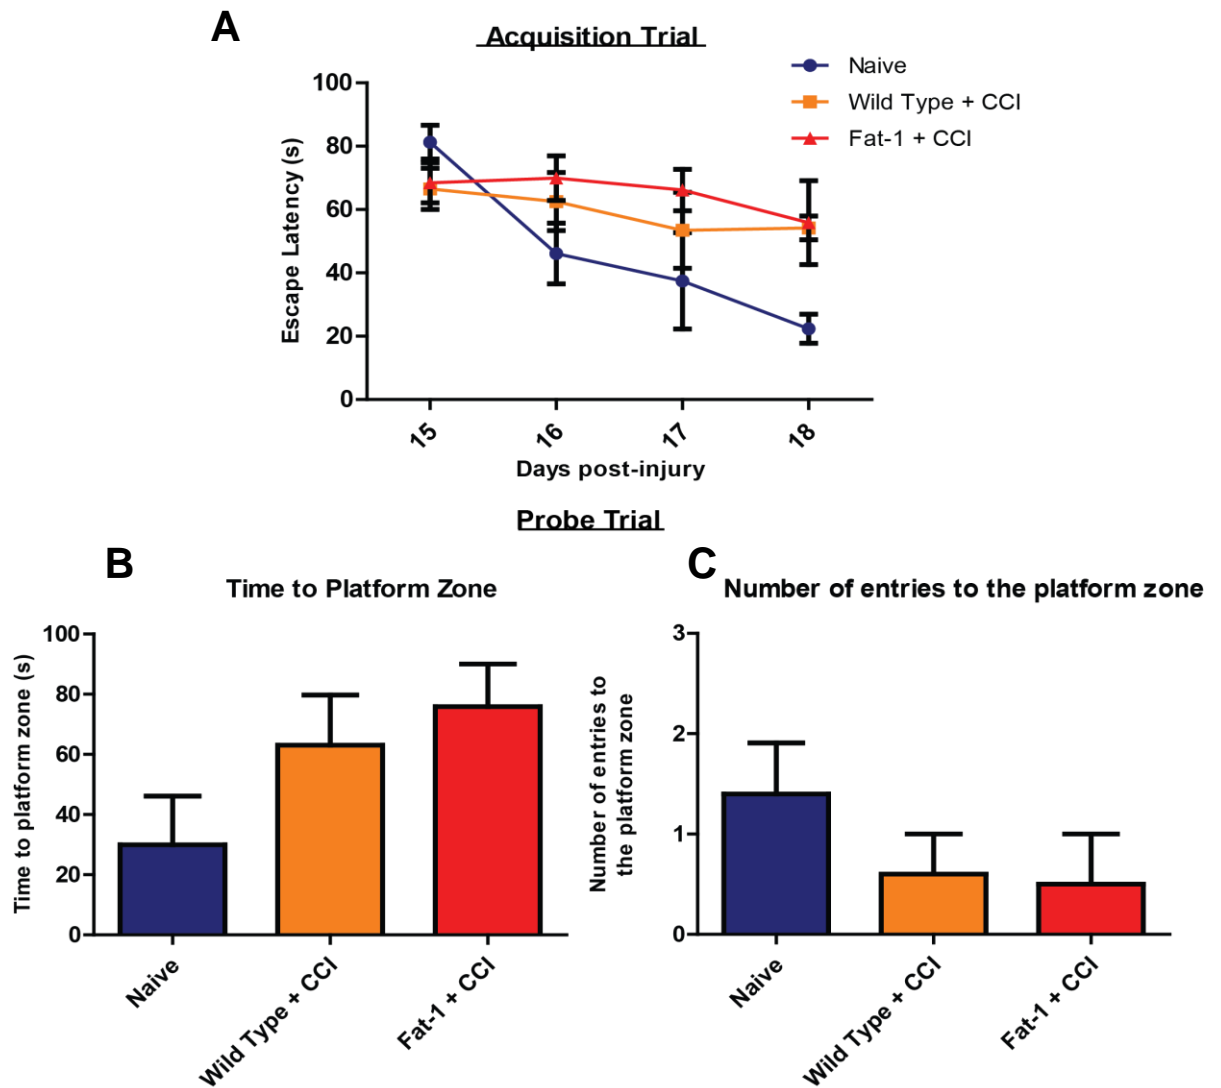 A
Acquisition Trial
Naive
Wild Type + CCI
Fat-1 + CCI
Escape Latency (s)
100
80
60
40
20
0
15
16
17
18
Days post-injury
Probe Trial
B
Time to Platform Zone
Time to platform zone (s)
100
80
60
40
20
0
Naive
Wild Type + CCI
Fat-1 + CCI
C
Number of entries to the platform zone
Number of entries to
the platform zone
3
2
1
0
Naive
Wild Type + CCI
Fat-1 + CCI